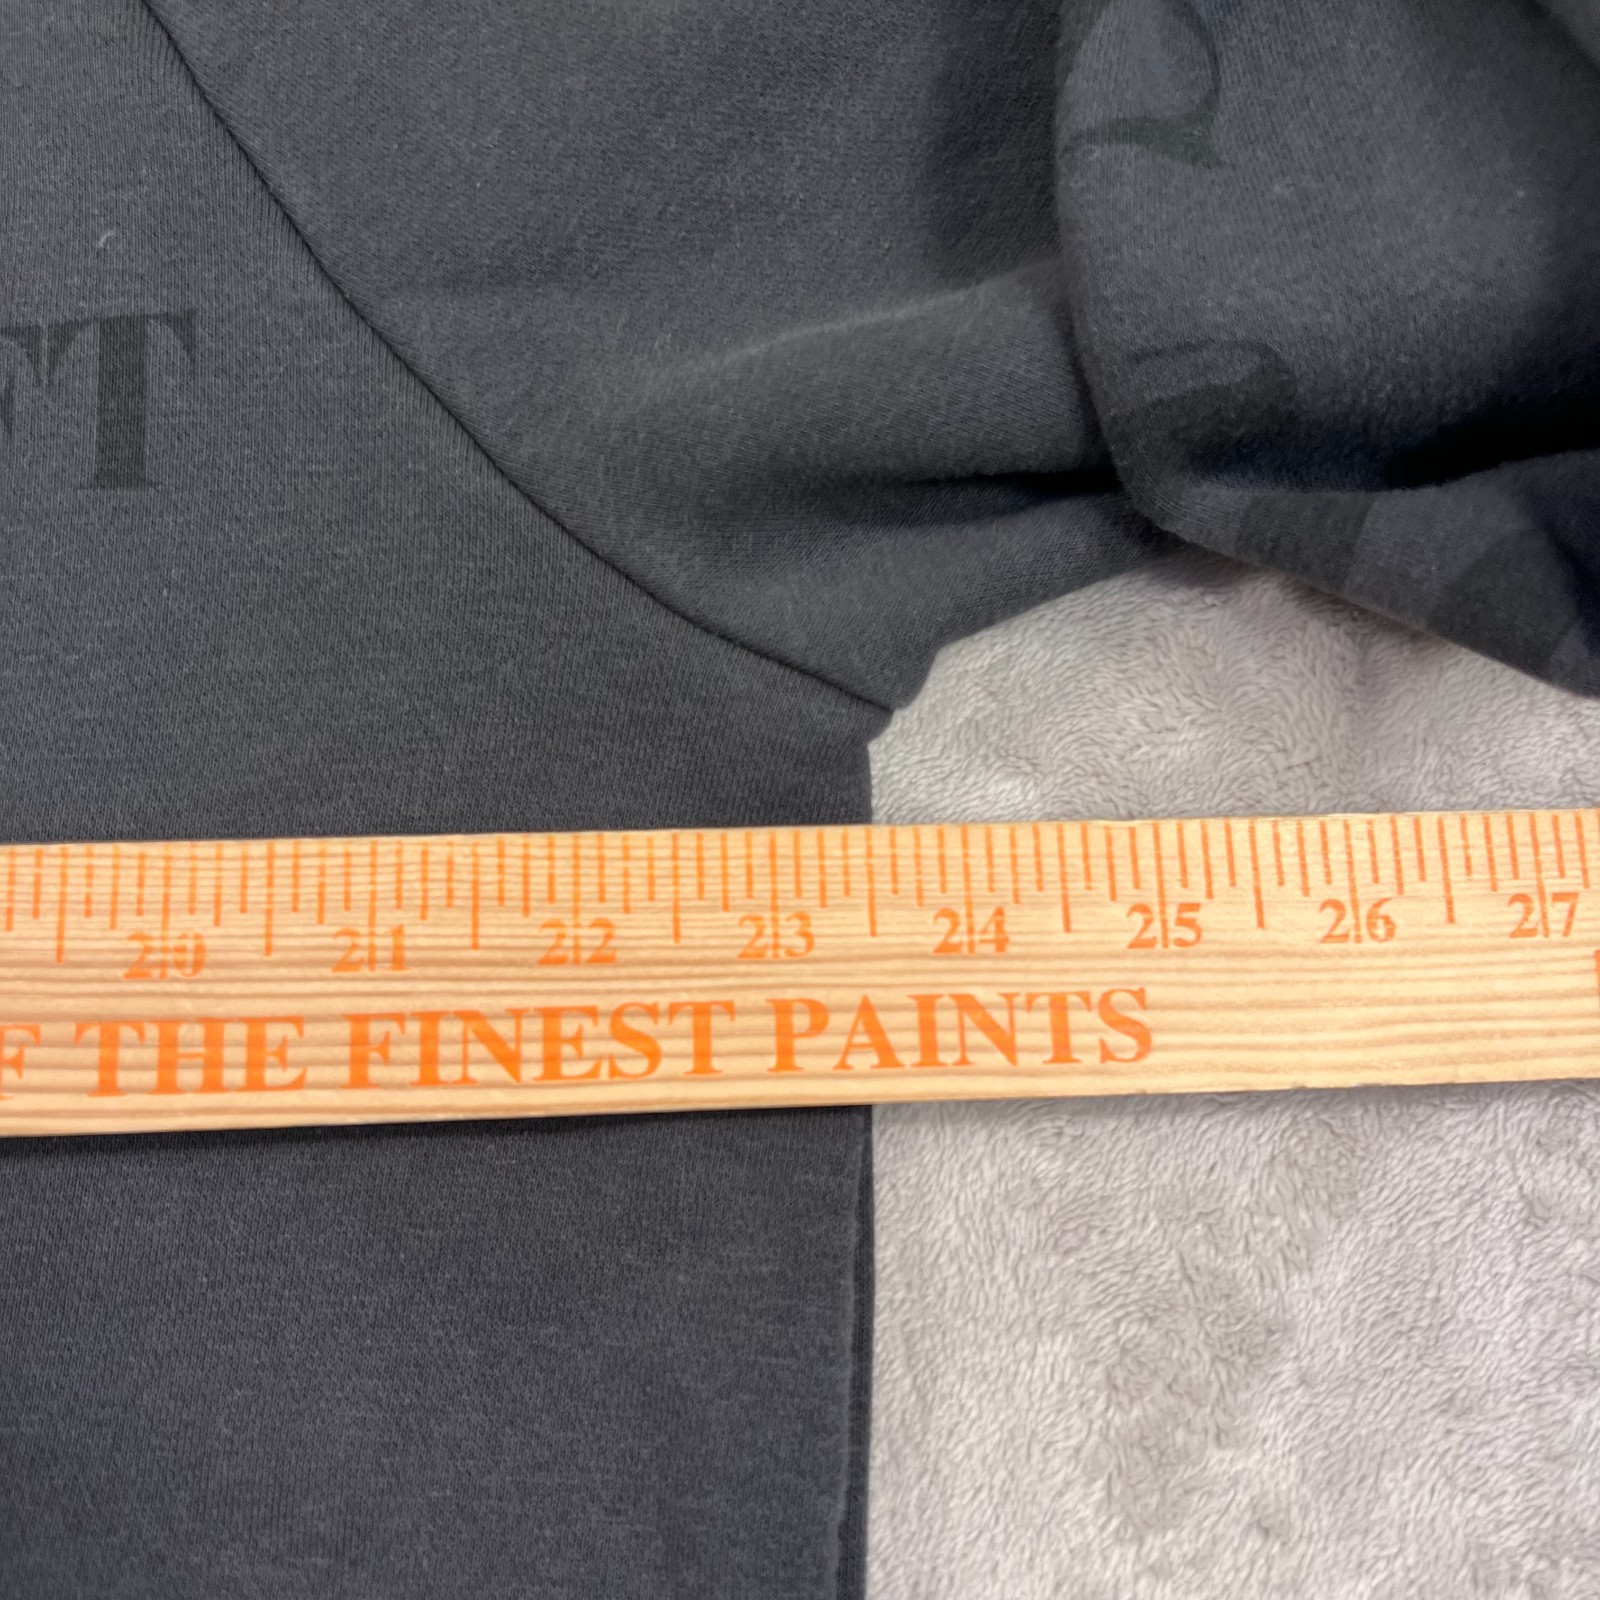 T
20 21 22 23 24 25 26 27
F THE FINEST PAINTS